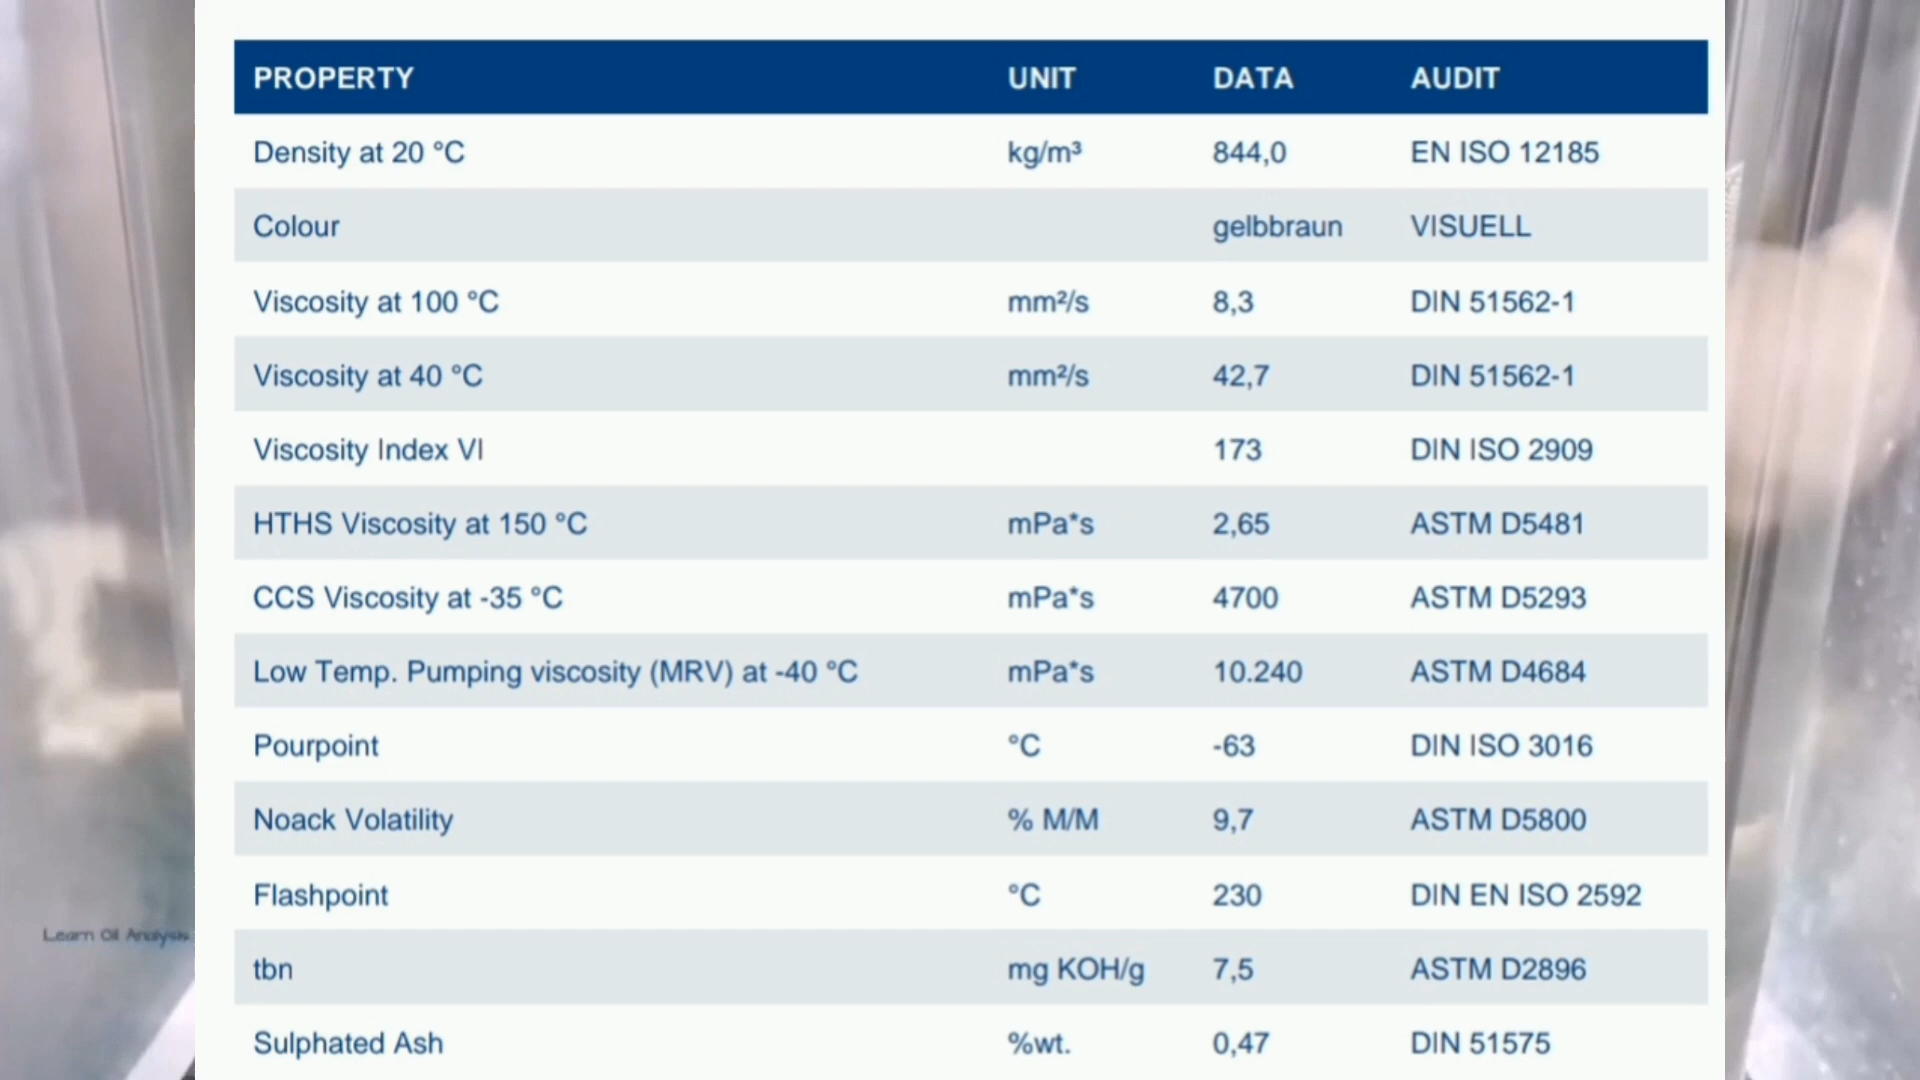 PROPERTY UNIT DATA AUDIT
Density at 20 °C kg/m³ 844,0 EN ISO 12185
Colour gelbbraun VISUELL
Viscosity at 100 °C mm²/s 8,3 DIN 51562-1
Viscosity at 40 °C mm²/s 42,7 DIN 51562-1
Viscosity Index VI 173 DIN ISO 2909
HTHS Viscosity at 150 °C mPa*s 2,65 ASTM D5481
CCS Viscosity at -35 °C mPa*s 4700 ASTM D5293
Low Temp. Pumping viscosity (MRV) at -40 °C mPa*s 10.240 ASTM D4684
Pourpoint °C -63 DIN ISO 3016
Noack Volatility % M/M 9,7 ASTM D5800
Flashpoint °C 230 DIN EN ISO 2592
Learn Oil Analysis
tbn mg KOH/g 7,5 ASTM D2896
Sulphated Ash %wt. 0,47 DIN 51575